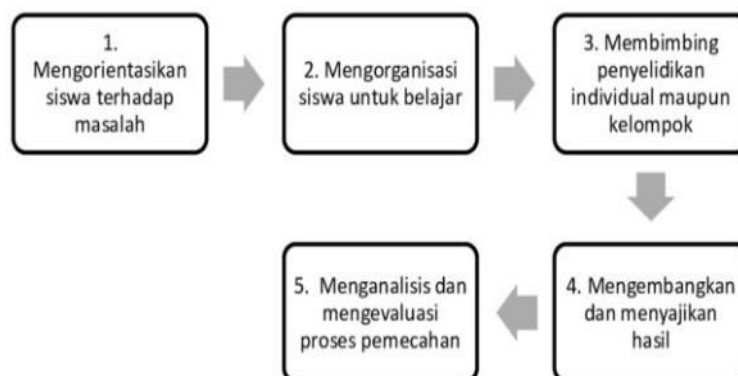 1.
Mengorientasikan
siswa terhadap
masalah
2. Mengorganisasi
siswa untuk belajar
3. Membimbing
penyelidikan
individual maupun
kelompok
4. Mengembangkan
dan menyajikan
hasil
5. Menganalisis dan
mengevaluasi
proses pemecahan